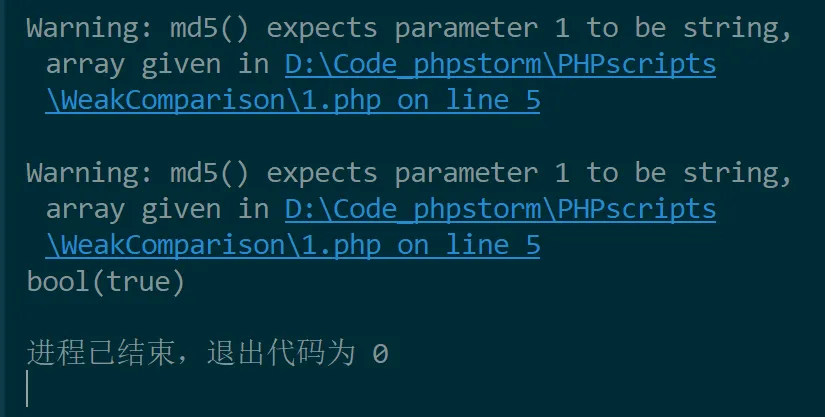 Warning: md5() expects parameter 1 to be string,
array given in D:\Code_phpstorm\PHPscripts
\WeakComparison\1.php on line 5
Warning: md5() expects parameter 1 to be string,
array given in D:\Code_phpstorm\PHPscripts
\WeakComparison\1.php on line 5
bool(true)
进程已结束，退出代码为 0